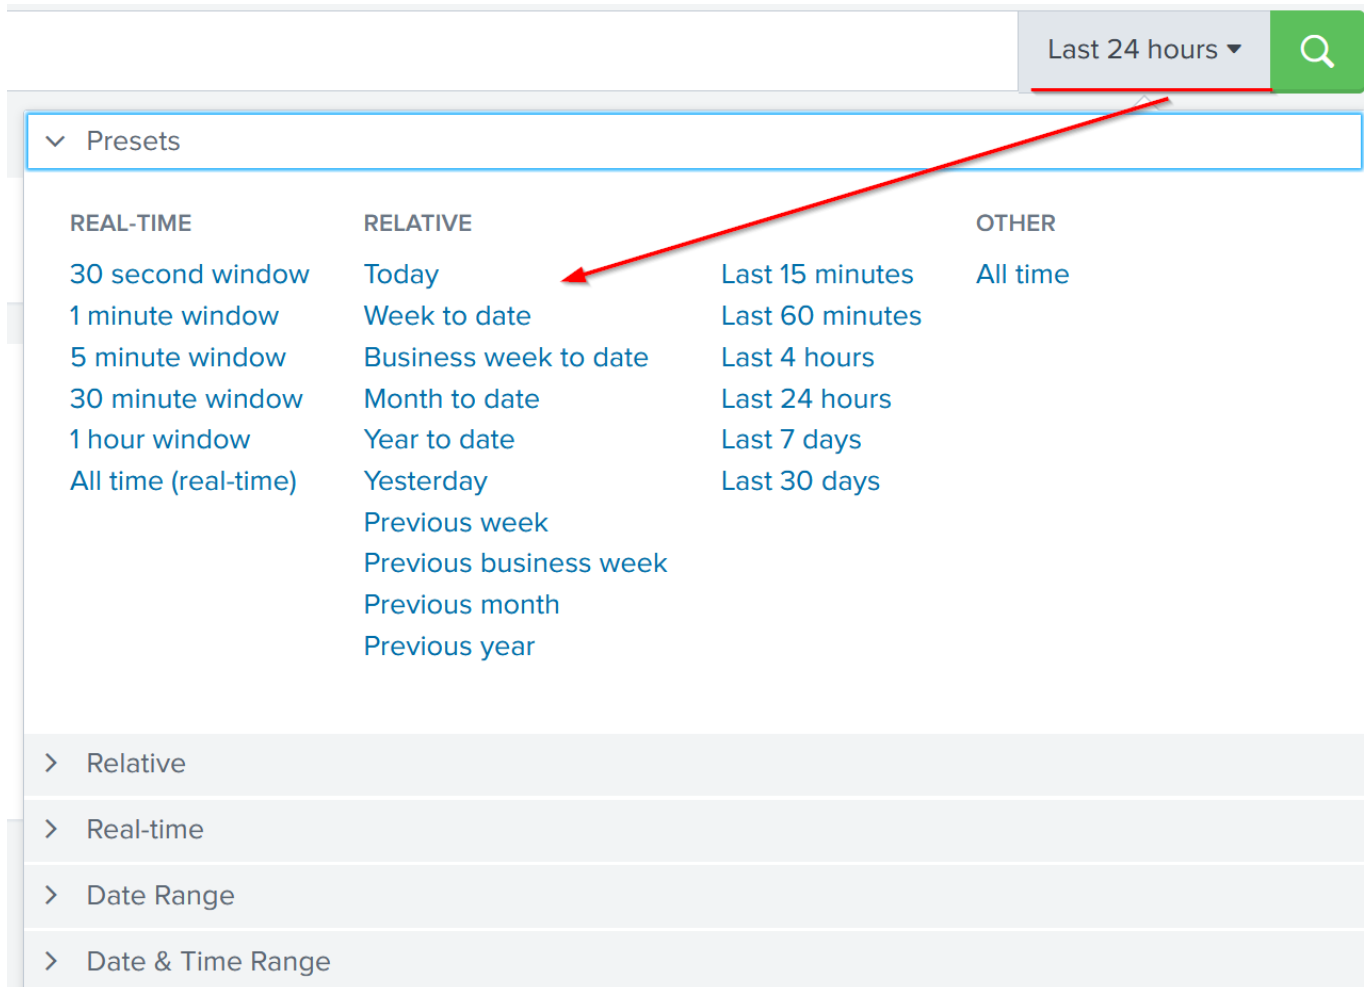 Last 24 hours
Presets
REAL-TIME
30 second window
1 minute window
5 minute window
30 minute window
1 hour window
All time (real-time)
RELATIVE
Today
Week to date
Business week to date
Month to date
Year to date
Yesterday
Previous week
Previous business week
Previous month
Previous year
Last 15 minutes
Last 60 minutes
Last 4 hours
Last 24 hours
Last 7 days
Last 30 days
OTHER
All time
Relative
Real-time
Date Range
Date & Time Range